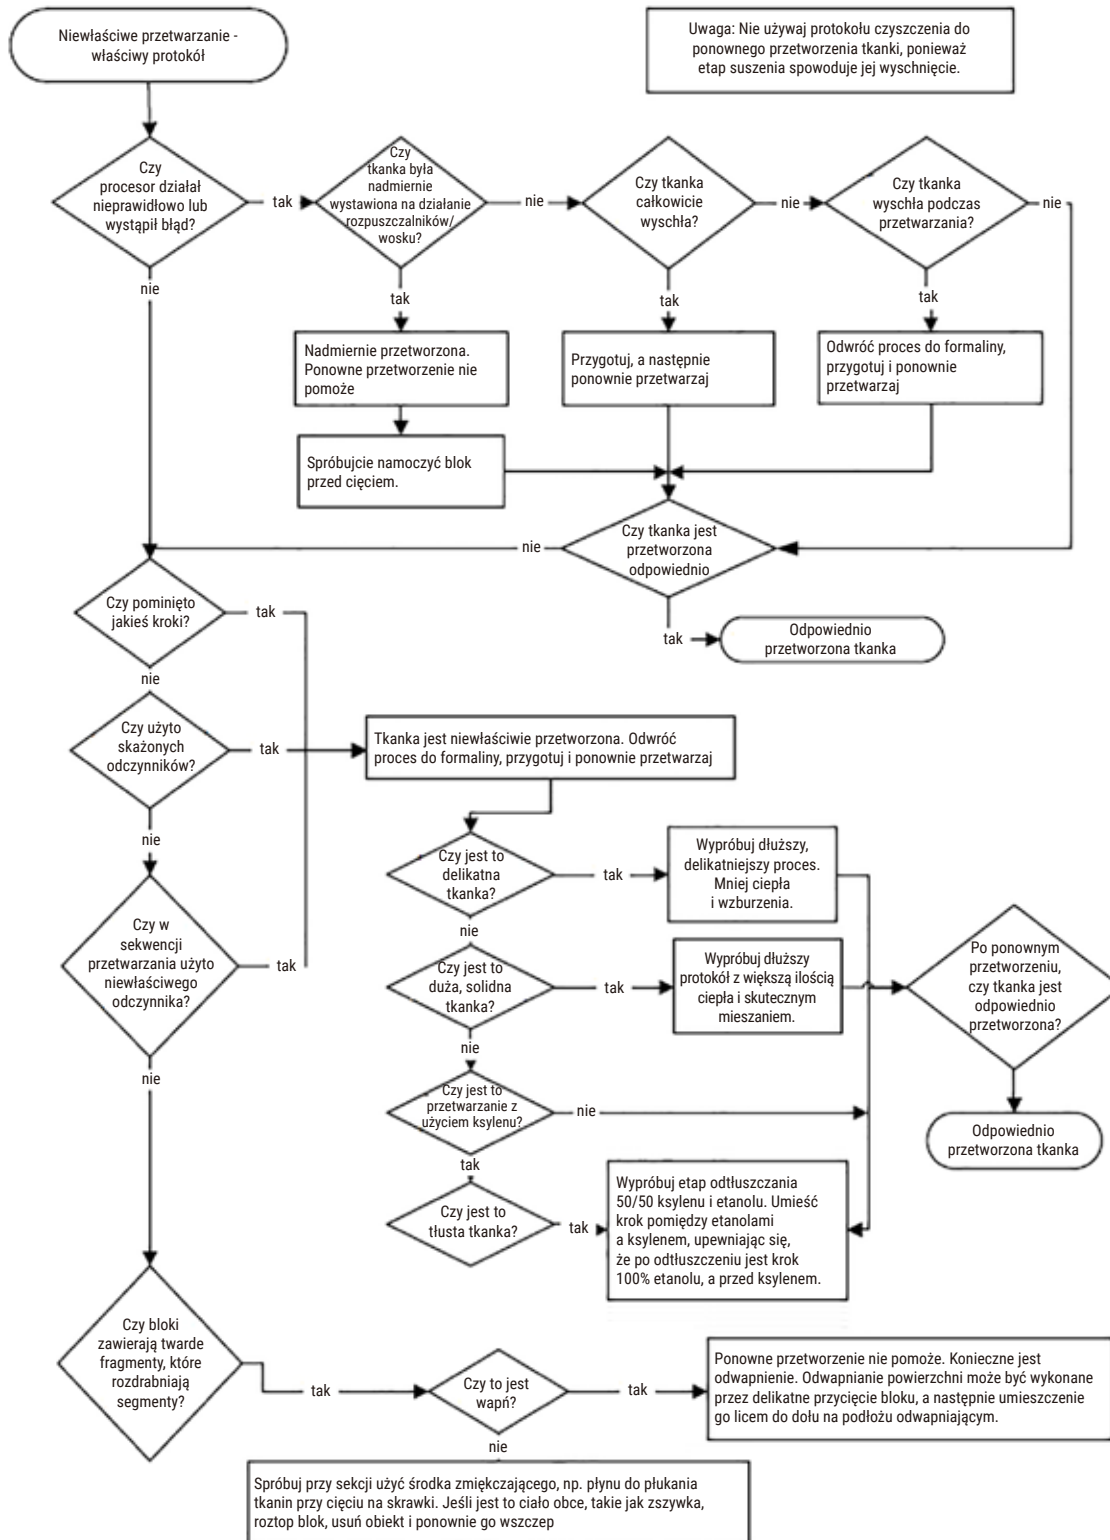 Niewłaściwe przetwarzanie -
właściwy protokół
Uwaga: Nie używaj protokołu czyszczenia do
ponownego przetworzenia tkanki, ponieważ
etap suszenia spowoduje jej wyschnięcie.
Czy
procesor działał
nieprawidłowo lub
wystąpił błąd?
tak
Czy
tkanka była
nadmiernie
wystawiona na działanie
rozpuszczalników/
wosku?
nie
Czy tkanka
całkowicie
wyschła?
nie
Czy tkanka
wyschła podczas
przetwarzania?
nie
nie
tak
tak
tak
Nadmiernie przetworzona.
Ponowne przetworzenie nie
pomoże
Przygotuj, a następnie
ponownie przetwarzaj
Odwróć proces do formaliny,
przygotuj i ponownie
przetwarzaj
Spróbujcie namoczyć blok
przed cięciem.
Czy tkanka jest
przetworzona
odpowiednio
nie
tak
Odpowiednio
przetworzona tkanka
Czy pominięto
jakieś kroki?
tak
nie
Czy użyto
skażonych
odczynników?
tak
Tkanka jest niewłaściwie przetworzona. Odwróć
proces do formaliny, przygotuj i ponownie przetwarzaj
nie
Czy w
sekwencji
przetwarzania użyto
niewłaściwego
odczynnika?
tak
nie
Czy jest to
delikatna
tkanka?
tak
Wypróbuj dłuższy,
delikatniejszy proces.
Mniej ciepła
i wzburzenia.
nie
Czy jest to
duża, solidna
tkanka?
tak
Wypróbuj dłuższy
protokół z większą ilością
ciepła i skutecznym
mieszaniem.
Po ponownym
przetworzeniu,
czy tkanka jest
odpowiednio
przetworzona?
nie
Czy jest to
przetwarzanie z
użyciem ksylenu?
nie
Odpowiednio
przetworzona tkanka
tak
Czy jest to
tłusta tkanka?
tak
Wypróbuj etap odtłuszczania
50/50 ksylenu i etanolu. Umieść
krok pomiędzy etanolami
a ksylenem, upewniając się,
że po odtłuszczeniu jest krok
100% etanolu, a przed ksylenem.
Czy bloki
zawierają twarde
fragmenty, które
rozdrabniają
segmenty?
tak
Czy to jest
wapń?
tak
Ponowne przetworzenie nie pomoże. Konieczne jest
odwapnienie. Odwapnianie powierzchni może być wykonane
przez delikatne przycięcie bloku, a następnie umieszczenie
go licem do dołu na podłożu odwapniającym.
nie
Spróbuj przy sekcji użyć środka zmiękczającego, np. płynu do płukania
tkanin przy cięciu na skrawki. Jeśli jest to ciało obce, takie jak zszywka,
roztop blok, usuń obiekt i ponownie go wszczep